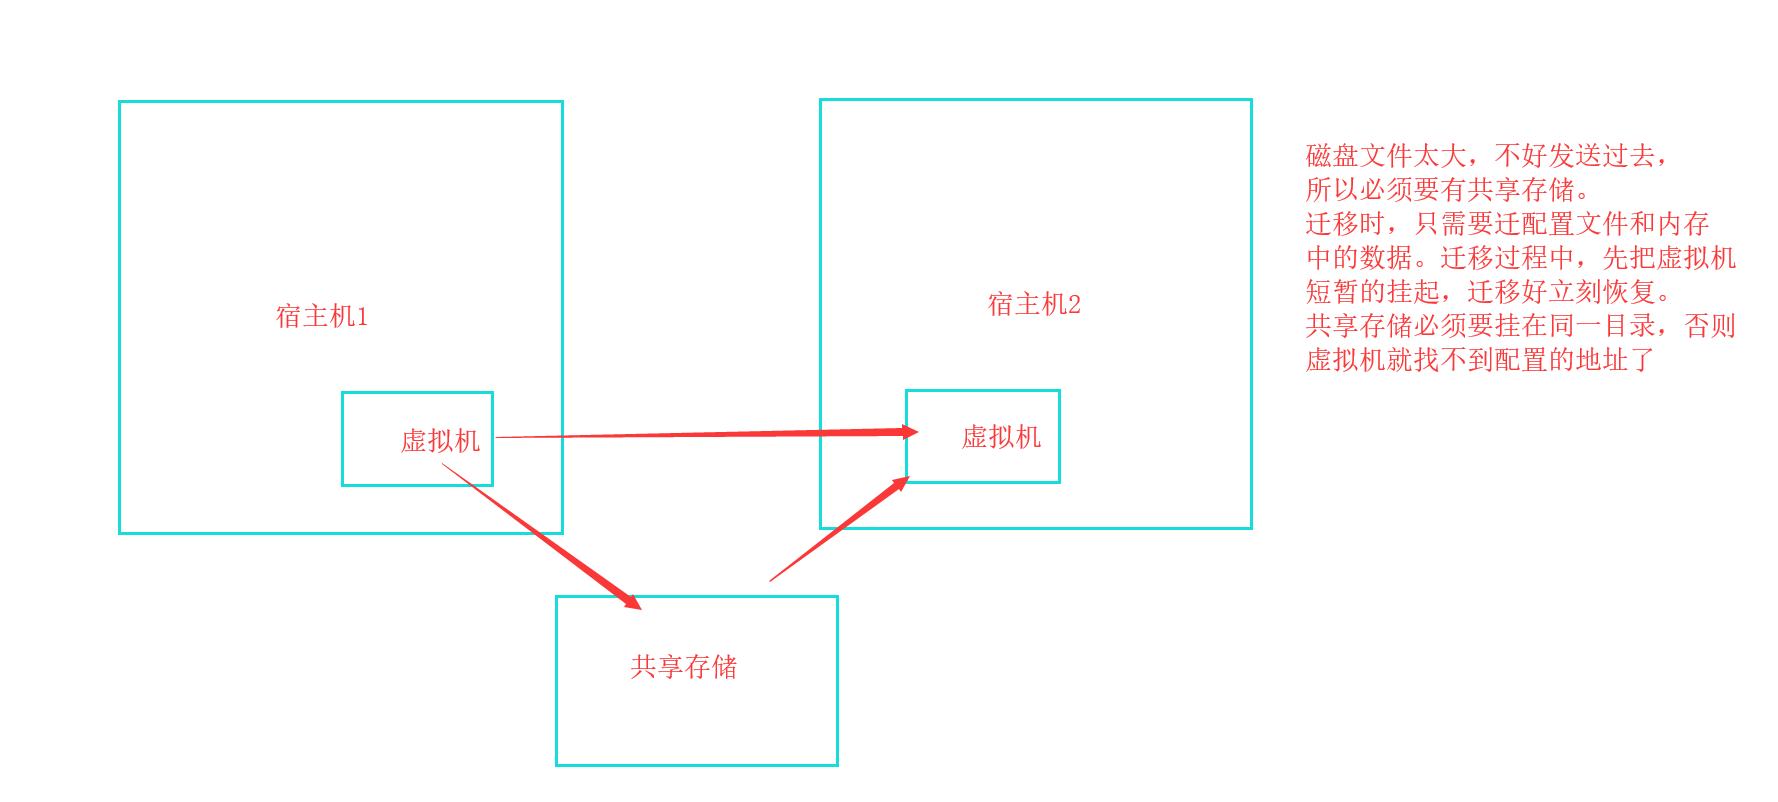 宿主机1
虚拟机
宿主机2
虚拟机
共享存储
磁盘文件太大，不好发送过去，
所以必须要有共享存储。
迁移时，只需要迁配置文件和内存
中的数据。迁移过程中，先把虚拟机
短暂的挂起，迁移好立刻恢复。
共享存储必须要挂在同一目录，否则
虚拟机就找不到配置的地址了